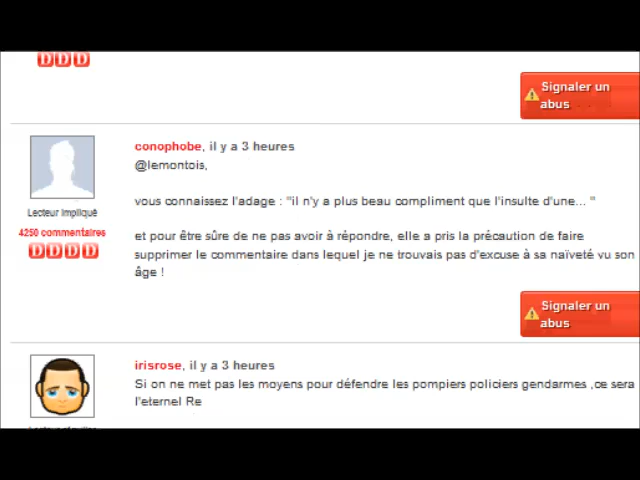 D D D
Signaler un
abus
conophobe, il y a 3 heures
@lemontois,
Lecteur impliqué
4250 commentaires
D D D D
vous connaissez l'adage : "il n'y a plus beau compliment que l'insulte d'une... "
et pour être sûre de ne pas avoir à répondre, elle a pris la précaution de faire
supprimer le commentaire dans lequel je ne trouvais pas d'excuse à sa naïveté vu son
âge !
Signaler un
abus
irisrose, il y a 3 heures
Si on ne met pas les moyens pour défendre les pompiers policiers gendarmes ,ce sera
l'eternel Re